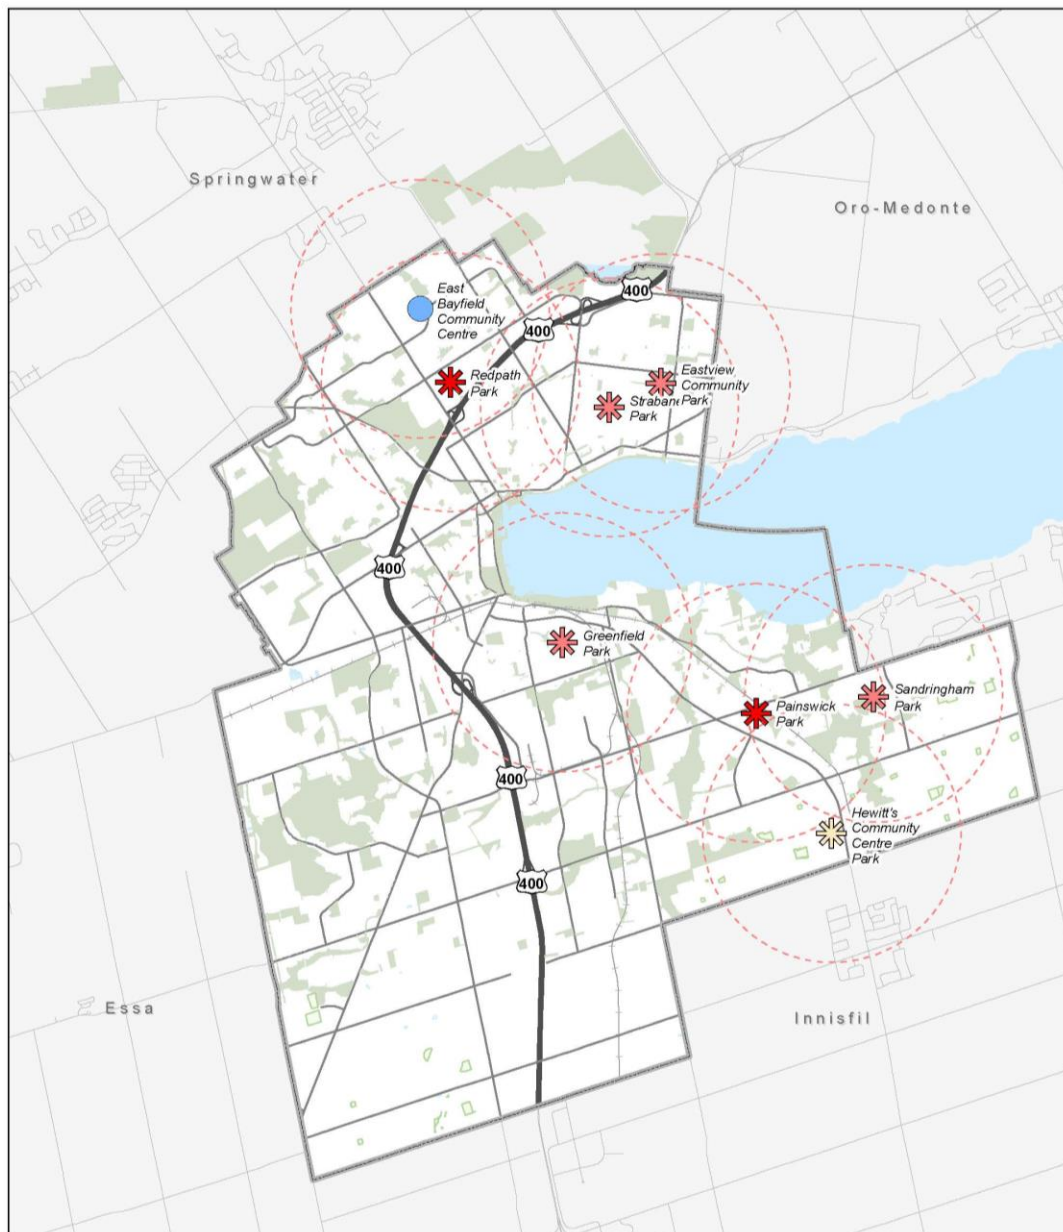 Springwater
Oro-Medonte
East
Bayfield
Community
Centre
400
400
Redpath
Park
Eastview
Community
Park
Strabane
Park
400
Greenfield
Park
Sandringham
Park
Painswick
Park
400
Hewitt's
Community
Centre
Park
400
Essa
Innisfil